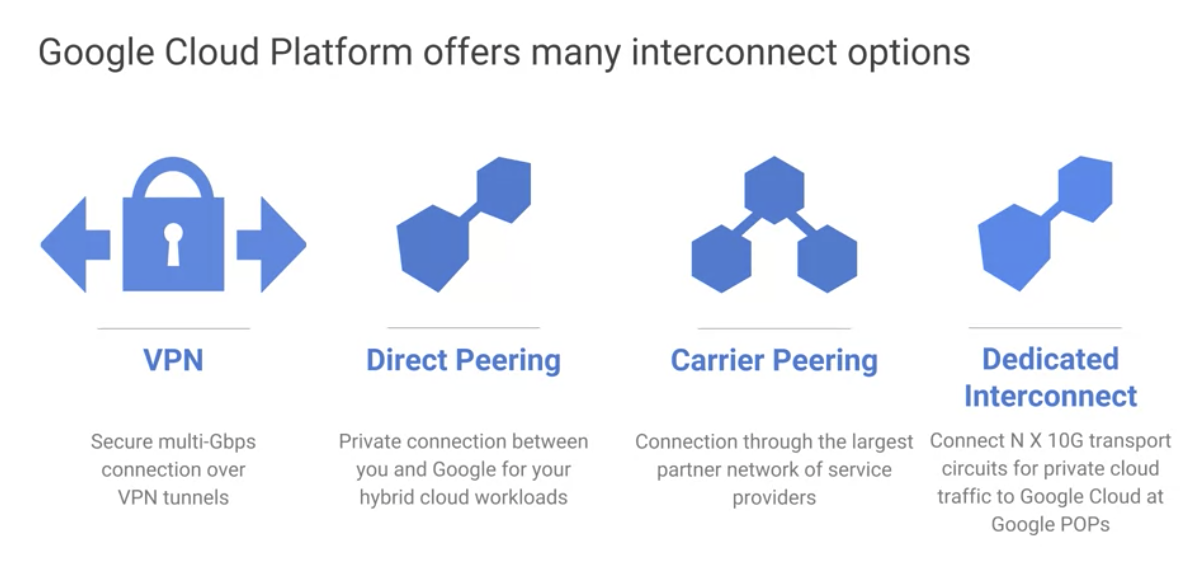 Google Cloud Platform offers many interconnect options
VPN
Secure multi-Gbps
connection over
VPN tunnels
Direct Peering
Private connection between
you and Google for your
hybrid cloud workloads
Carrier Peering
Connection through the largest
partner network of service
providers
Dedicated
Interconnect
Connect N X 10G transport
circuits for private cloud
traffic to Google Cloud at
Google POPs